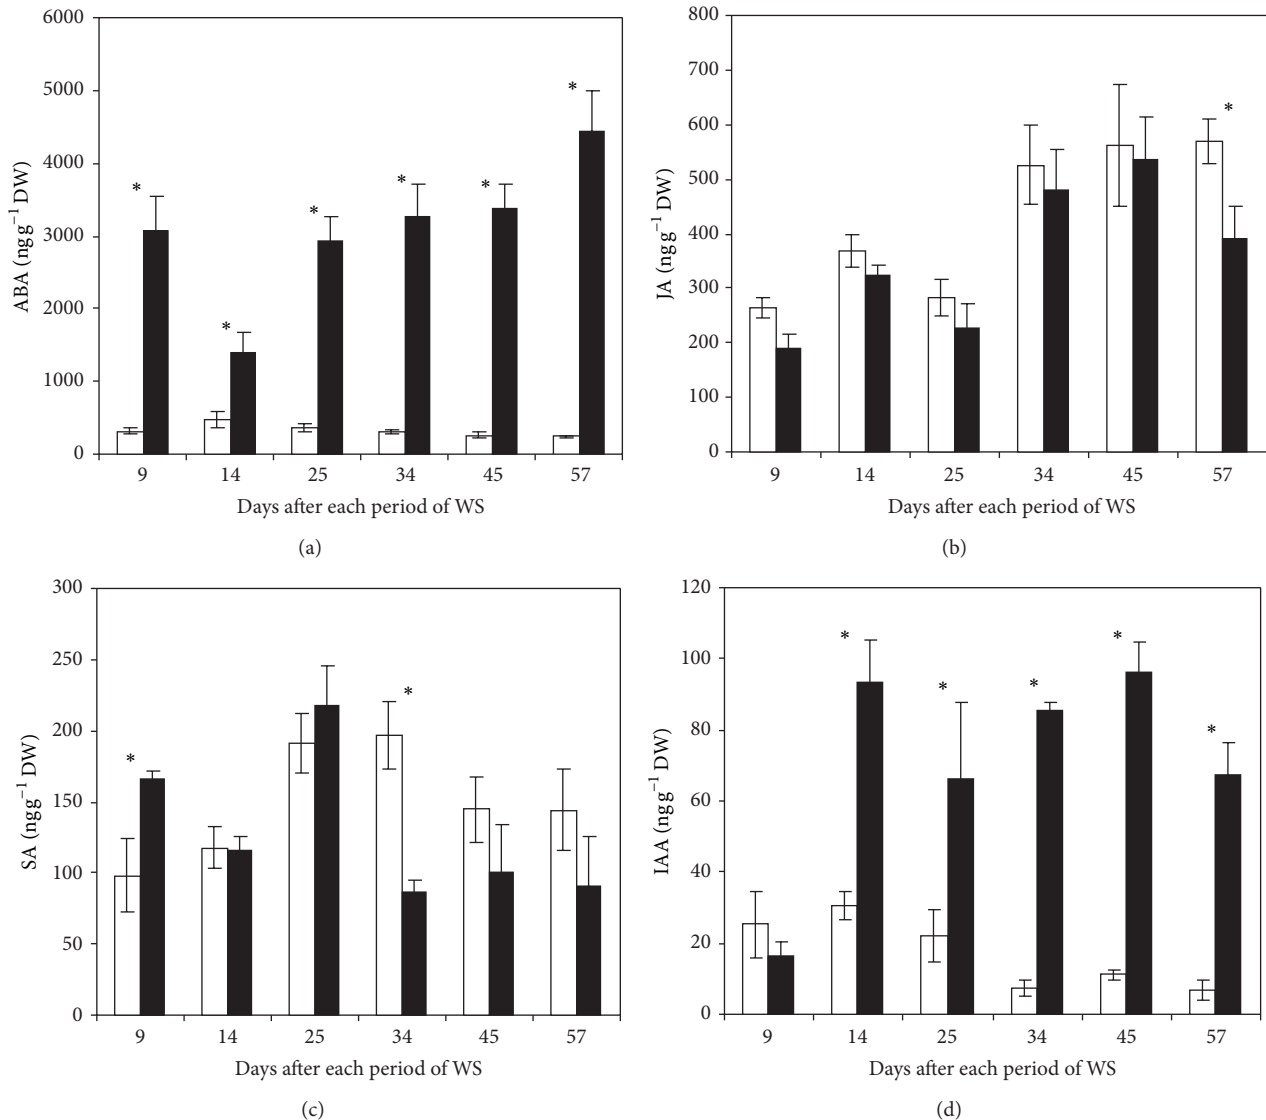 6000
5000
4000
3000
2000
1000
0
ABA (ng g⁻¹ DW)
* * * * * *
9 14 25 34 45 57
Days after each period of WS
(a)
800
700
600
500
400
300
200
100
0
JA (ng g⁻¹ DW)
*
9 14 25 34 45 57
Days after each period of WS
(b)
300
250
200
150
100
50
0
SA (ng g⁻¹ DW)
* *
9 14 25 34 45 57
Days after each period of WS
(c)
120
100
80
60
40
20
0
IAA (ng g⁻¹ DW)
* * * * *
9 14 25 34 45 57
Days after each period of WS
(d)